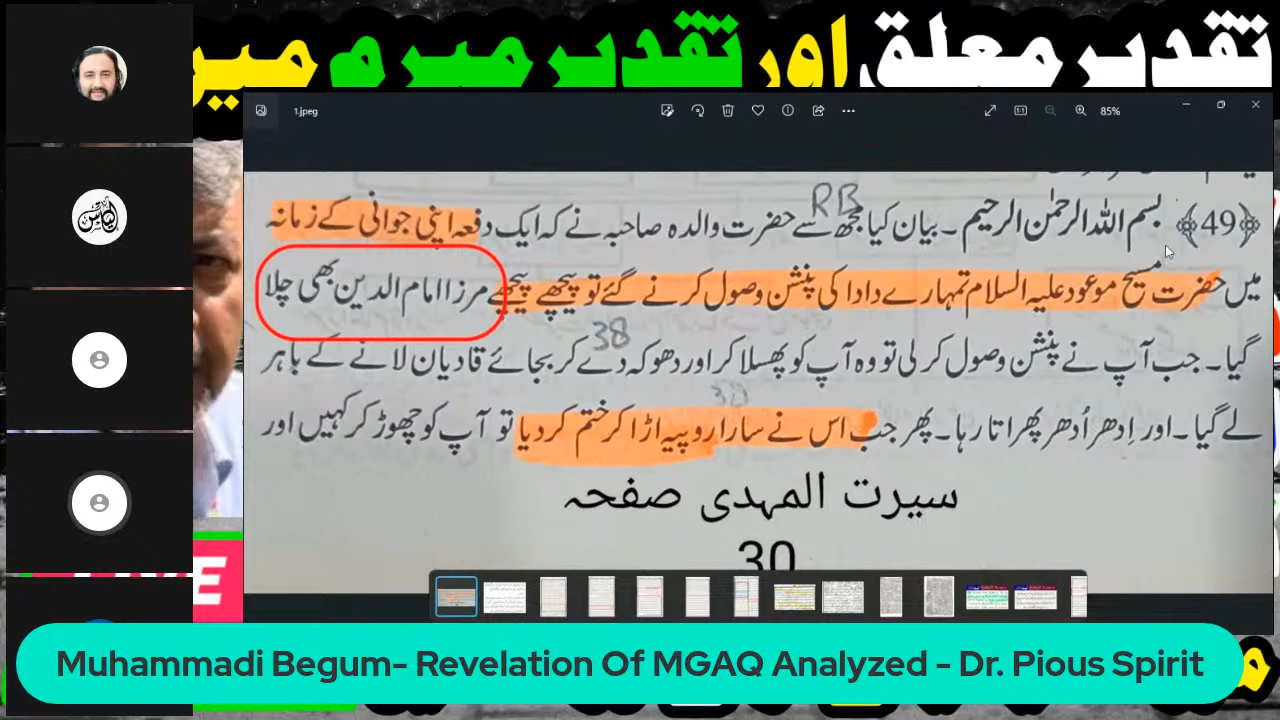 تقدیر معلق اور تقدیر مبرم میں
1.jpeg
85%
RB
﴿49﴾ بسم اللہ الرحمٰن الرحیم۔ بیان کیا مجھ سے حضرت والدہ صاحبہ نے کہ ایک دفعہ اپنی جوانی کے زمانہ
میں حضرت مسیح موعود علیہ السلام تمہارے دادا کی پنشن وصول کرنے گئے تو پیچھے پیچھے مرزا امام الدین بھی چلا
38
گیا۔ جب آپ نے پنشن وصول کر لی تو وہ آپ کو پھسلا کر اور دھوکہ دے کر بجائے قادیان لانے کے باہر
30
لے گیا۔ اور اِدھر اُدھر پھراتا رہا۔ پھر جب اس نے سارا روپیہ اڑا کر ختم کر دیا تو آپ کو چھوڑ کر کہیں اور
سیرت المہدی صفحہ
30
Muhammadi Begum- Revelation Of MGAQ Analyzed - Dr. Pious Spirit